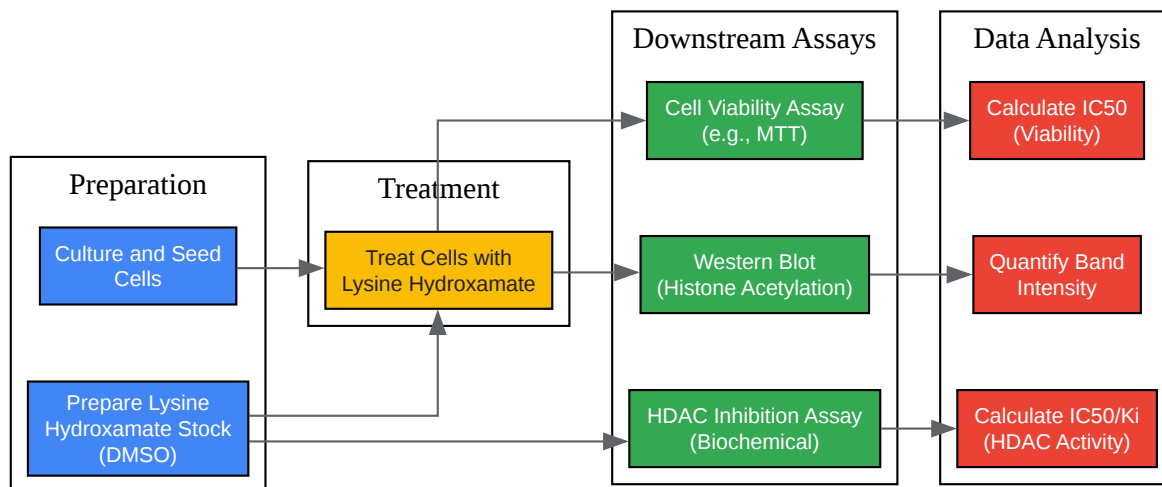 Preparation
Culture and Seed
Cells
Prepare Lysine
Hydroxamate Stock
(DMSO)
Treatment
Treat Cells with
Lysine Hydroxamate
Downstream Assays
Cell Viability Assay
(e.g., MTT)
Western Blot
(Histone Acetylation)
HDAC Inhibition Assay
(Biochemical)
Data Analysis
Calculate IC50
(Viability)
Quantify Band
Intensity
Calculate IC50/Ki
(HDAC Activity)